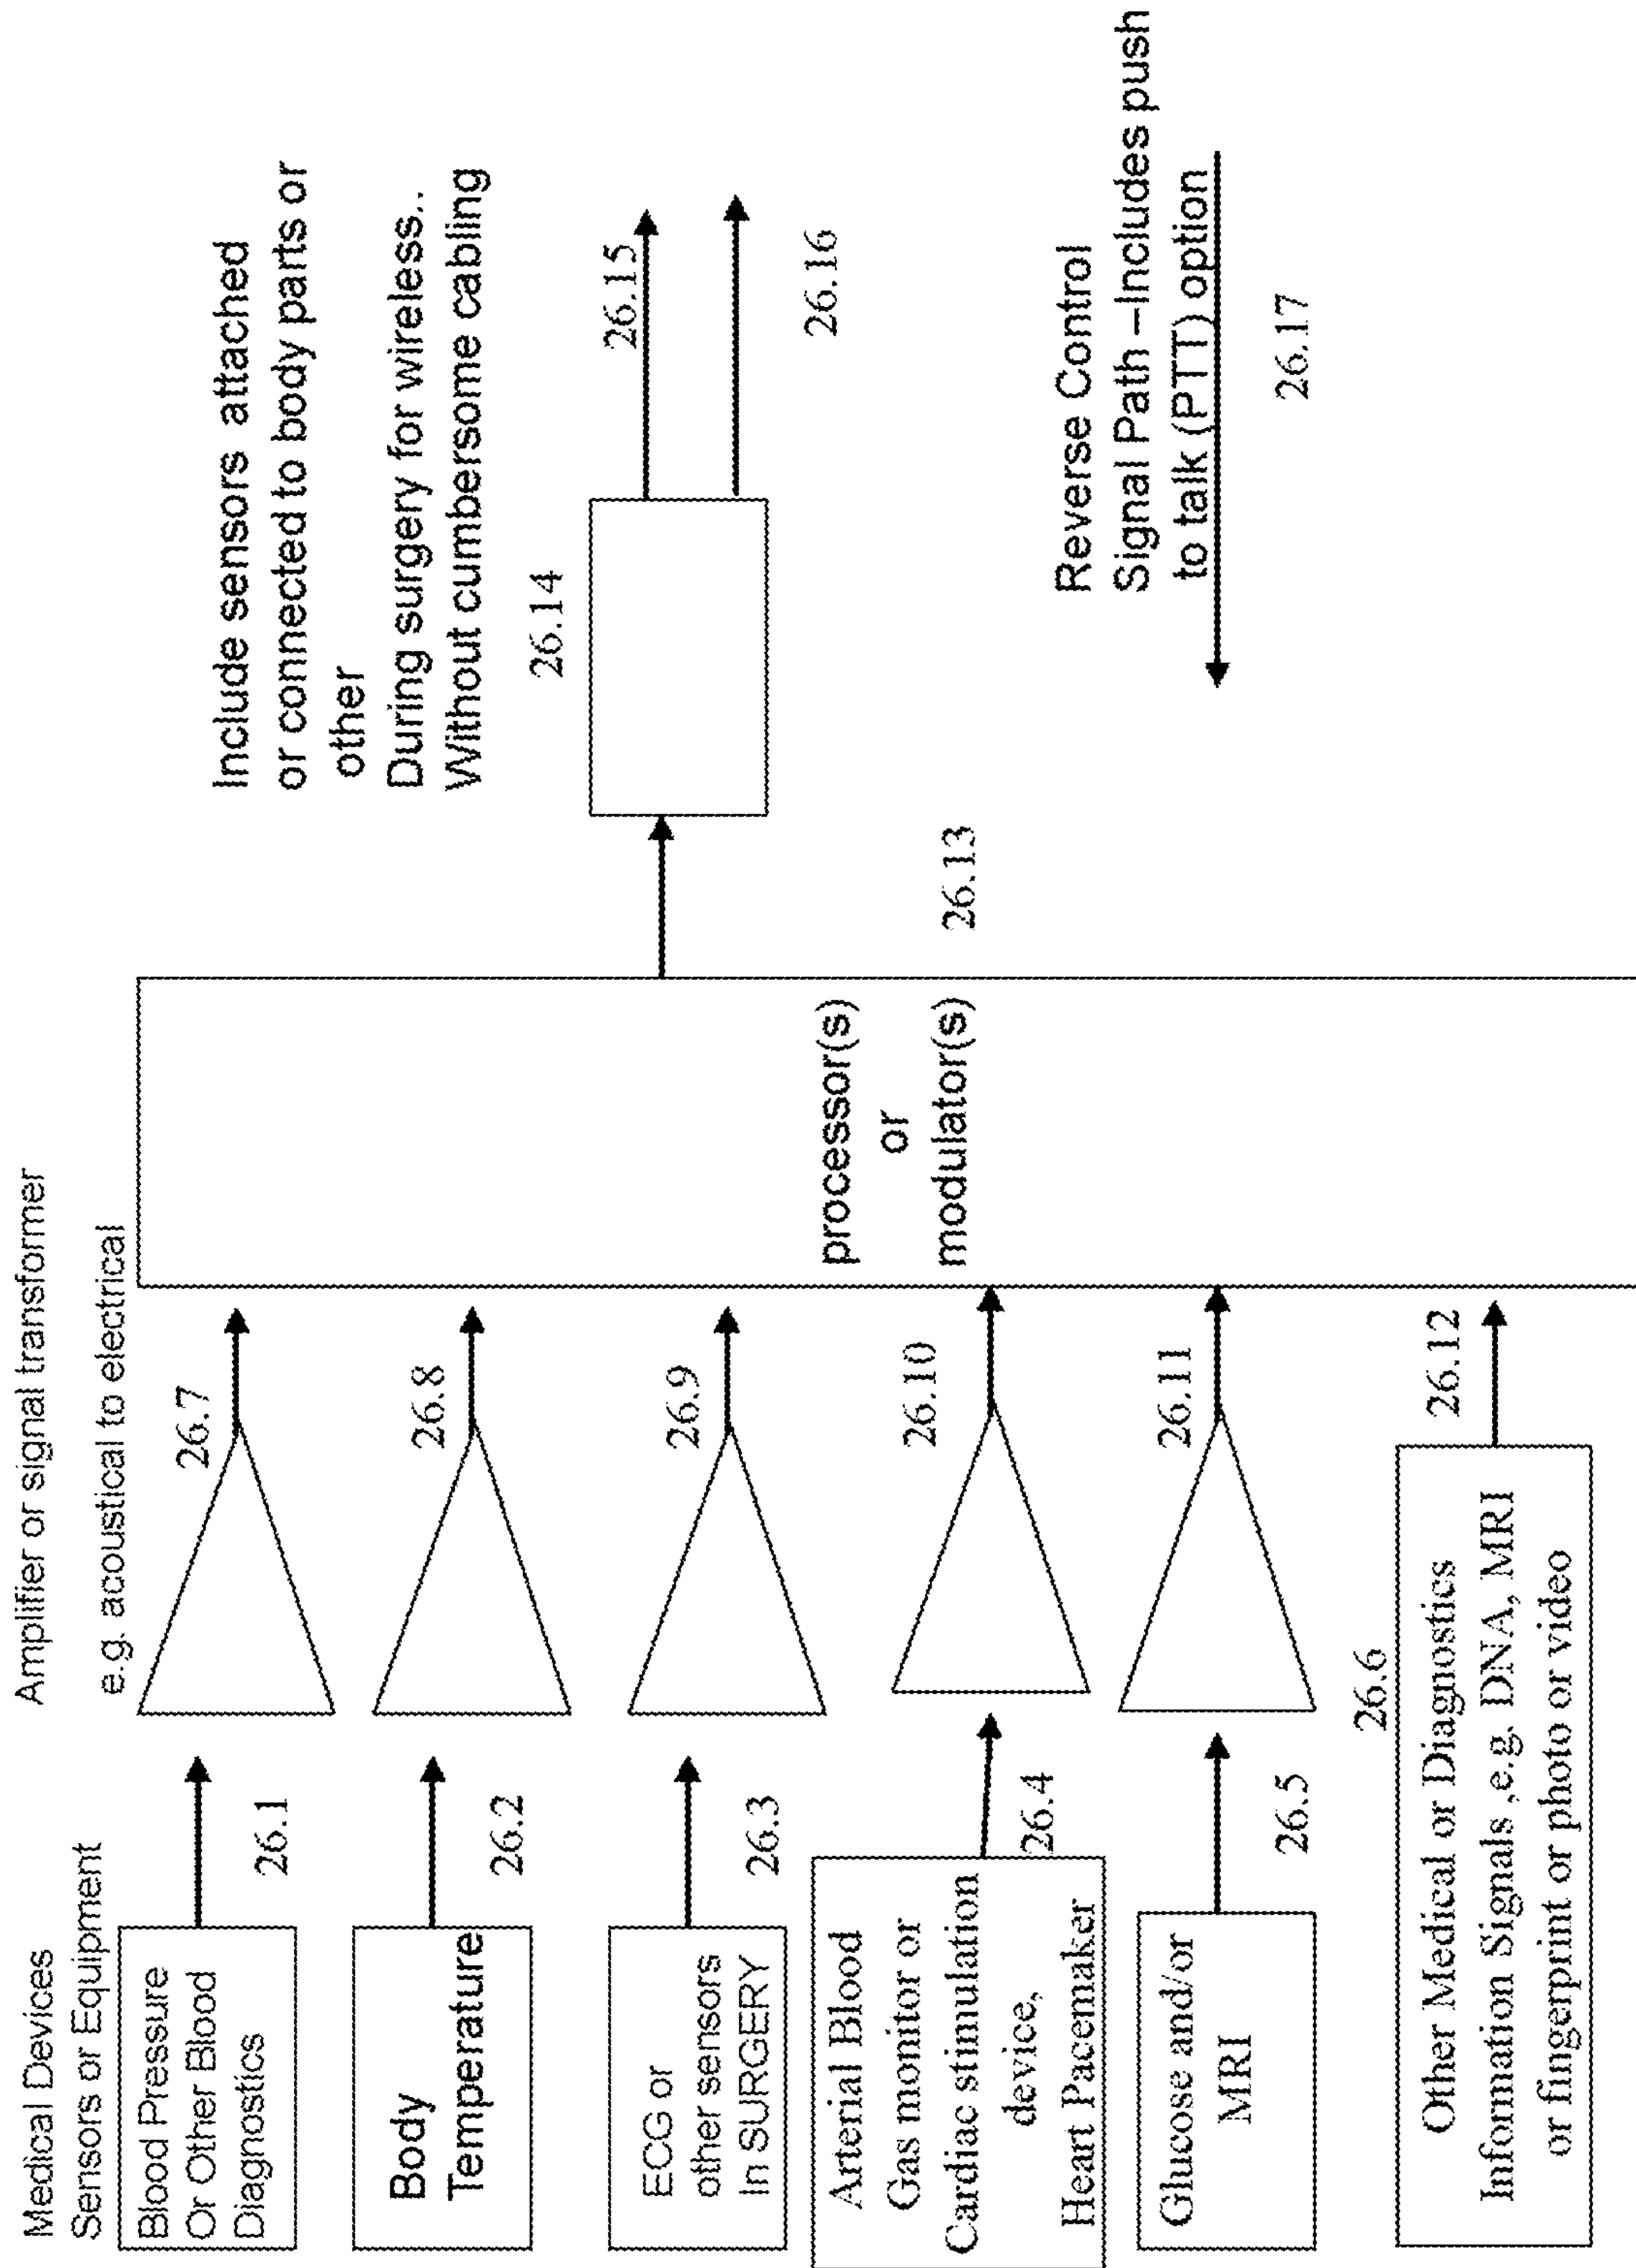 Medical Devices
Sensors or Equipment
Amplifier or signal transformer
e.g. acoustical to electrical
Blood Pressure
Or Other Blood
Diagnostics
26.1
26.7
Body
Temperature
26.2
26.8
ECG or
other sensors
In SURGERY
26.3
26.9
Arterial Blood
Gas monitor or
Cardiac stimulation
device,
Heart Pacemaker
26.4
26.10
Glucose and/or
MRI
26.5
26.11
26.6
Other Medical or Diagnostics
Information Signals ,e.g. DNA, MRI
or fingerprint or photo or video
26.12
processor(s)
or
modulator(s)
26.13
Include sensors attached
or connected to body parts or
other
During surgery for wireless..
Without cumbersome cabling
26.14
26.15
26.16
Reverse Control
Signal Path –Includes push
to talk (PTT) option
26.17